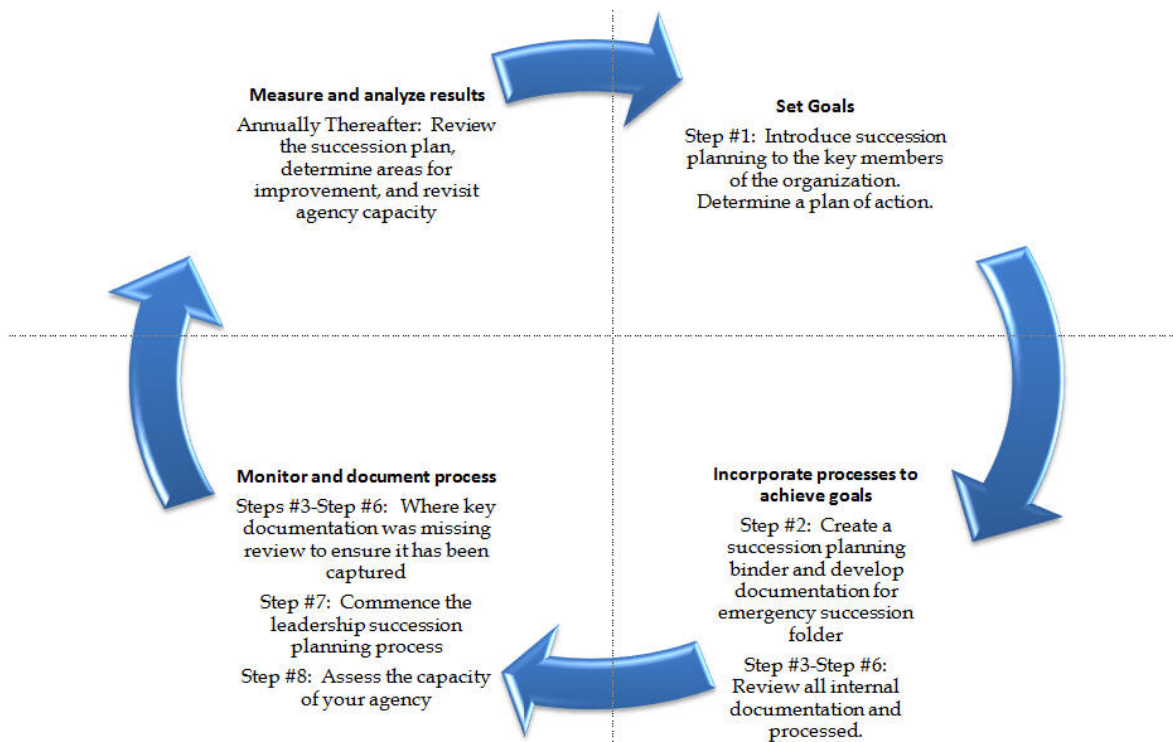 Measure and analyze results
Annually Thereafter: Review
the succession plan,
determine areas for
improvement, and revisit
agency capacity
Set Goals
Step #1: Introduce succession
planning to the key members
of the organization.
Determine a plan of action.
Incorporate processes to
achieve goals
Step #2: Create a
succession planning
binder and develop
documentation for
emergency succession
folder
Step #3-Step #6:
Review all internal
documentation and
processed.
Monitor and document process
Steps #3-Step #6: Where key
documentation was missing
review to ensure it has been
captured
Step #7: Commence the
leadership succession
planning process
Step #8: Assess the capacity
of your agency